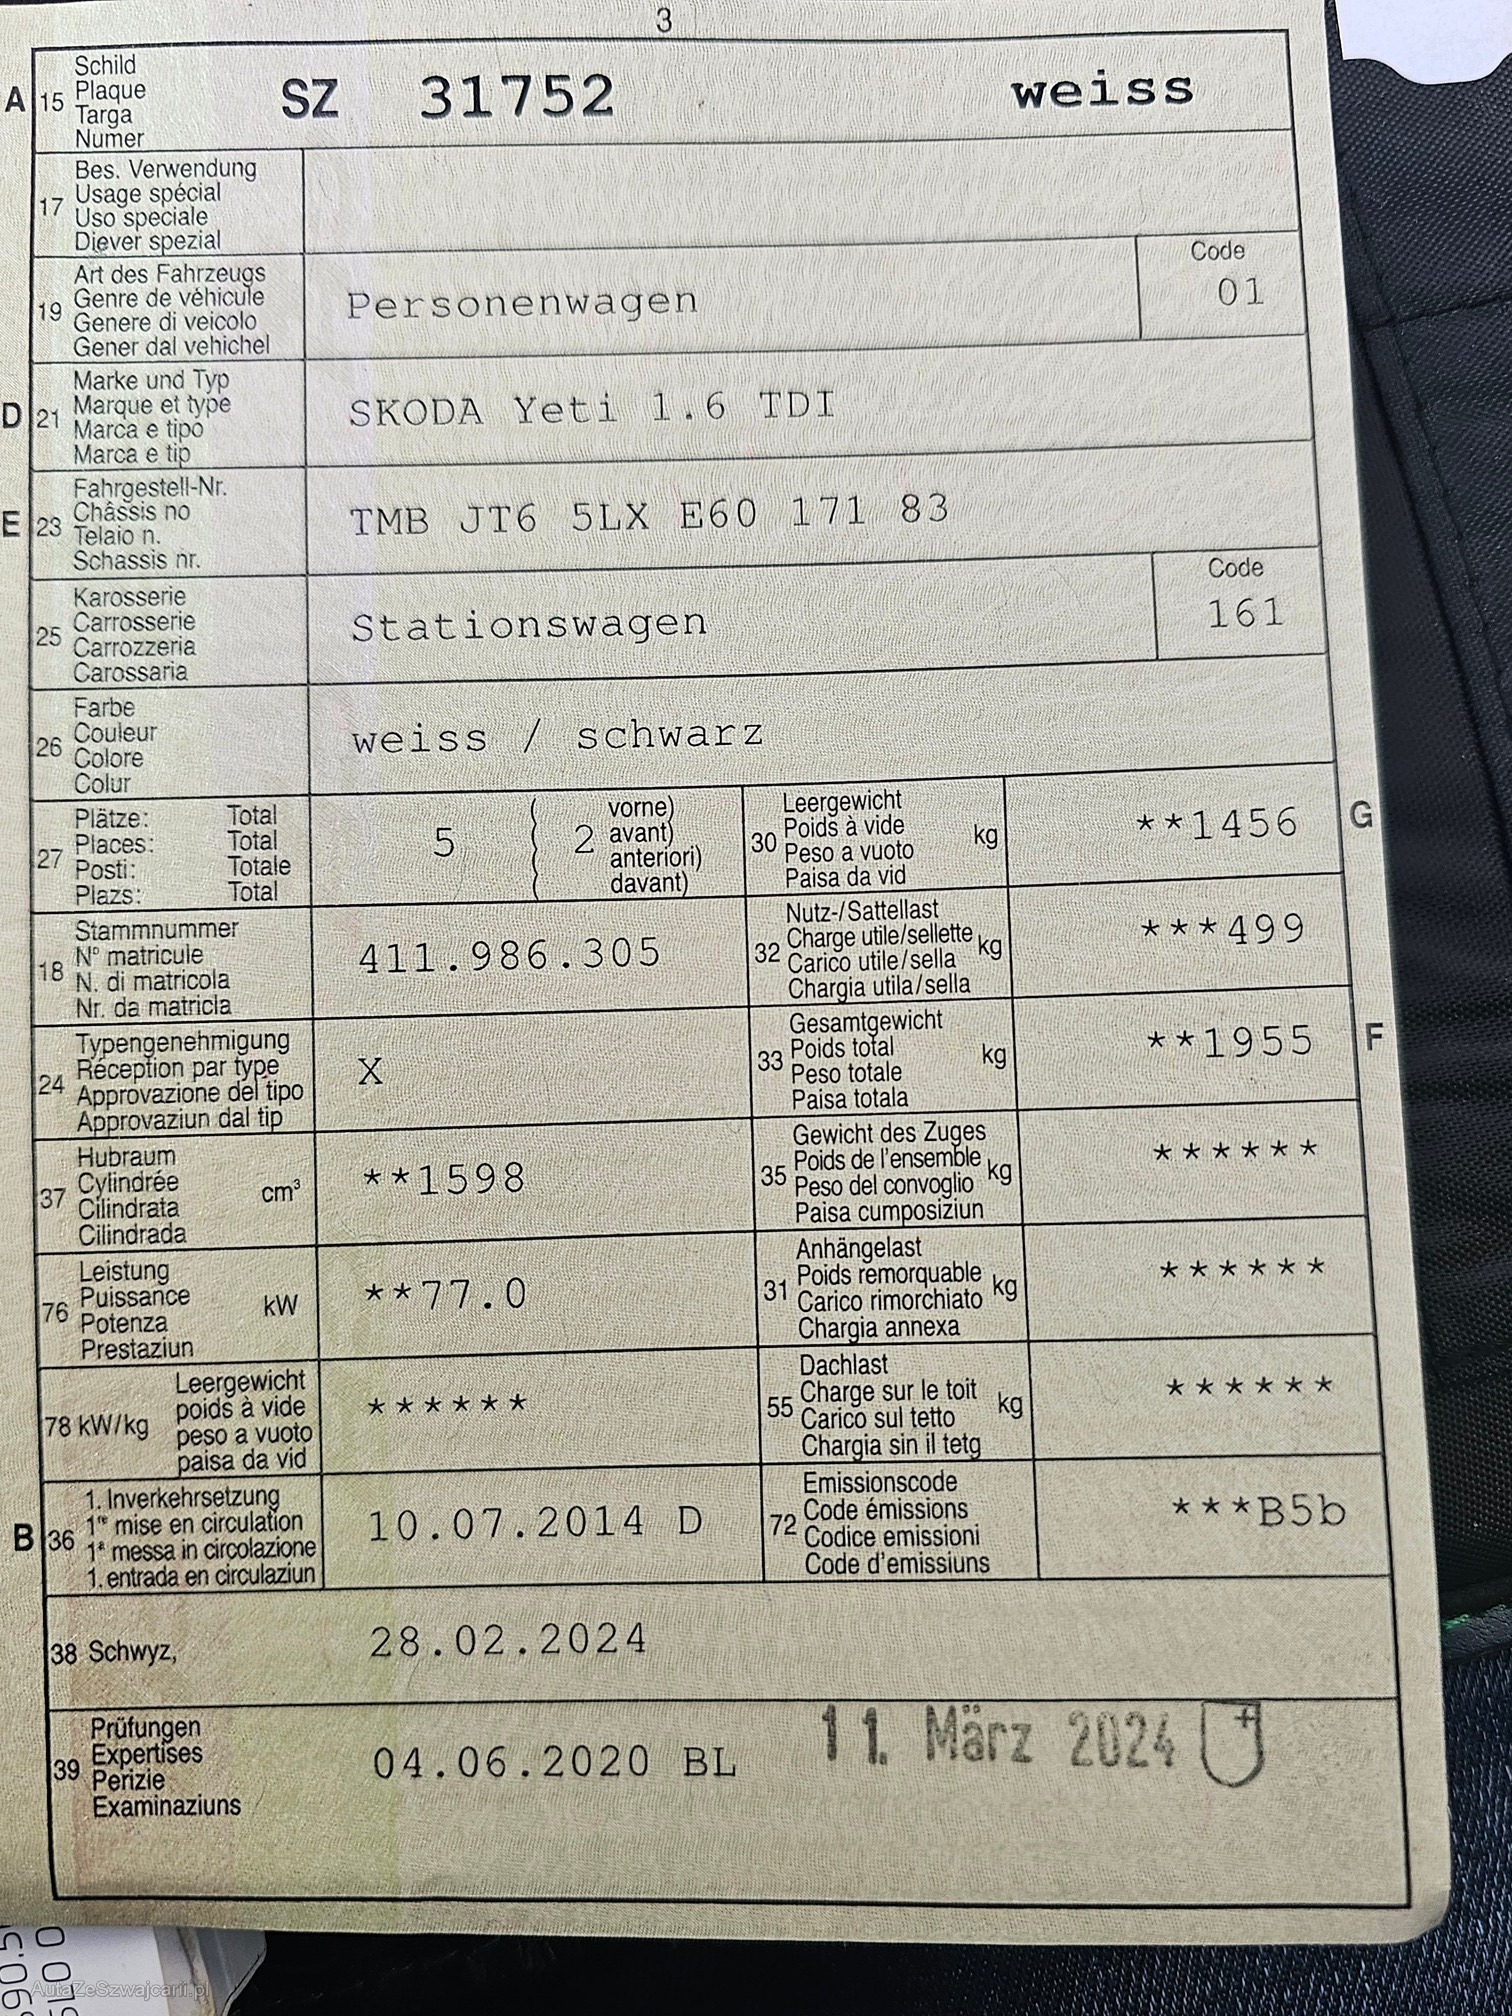 3
A 15 Schild
Plaque
Targa
Numer
SZ 31752 weiss
17 Bes. Verwendung
Usage spécial
Uso speciale
Diever spezial
19 Art des Fahrzeugs
Genre de véhicule
Genere di veicolo
Gener dal vehichel
Personenwagen
Code
01
D 21 Marke und Typ
Marque et type
Marca e tipo
Marca e tip
SKODA Yeti 1.6 TDI
E 23 Fahrgestell-Nr.
Châssis no
Telaio n.
Schassis nr.
TMB JT6 5LX E60 171 83
25 Karosserie
Carrosserie
Carrozzeria
Carossaria
Stationswagen
Code
161
26 Farbe
Couleur
Colore
Colur
weiss / schwarz
27 Plätze: Total
Places: Total
Posti: Totale
Plazs: Total
5 2 vorne)
avant)
anteriori)
davant)
30 Leergewicht
Poids à vide
Peso a vuoto
Paisa da vid
kg
**1456
G
18 Stammnummer
N° matricule
N. di matricola
Nr. da matricla
411.986.305
32 Nutz-/Sattellast
Charge utile/sellette
Carico utile/sella
Chargia utila/sella
kg
***499
24 Typengenehmigung
Réception par type
Approvazione del tipo
Approvaziun dal tip
X
33 Gesamtgewicht
Poids total
Peso totale
Paisa totala
kg
**1955
F
37 Hubraum
Cylindrée
Cilindrata
Cilindrada
cm³
**1598
35 Gewicht des Zuges
Poids de l'ensemble
Peso del convoglio
Paisa cumposiziun
kg
******
76 Leistung
Puissance
Potenza
Prestaziun
kW
**77.0
31 Anhängelast
Poids remorquable
Carico rimorchiato
Chargia annexa
kg
******
78 kW/kg
Leergewicht
poids à vide
peso a vuoto
paisa da vid
******
55 Dachlast
Charge sur le toit
Carico sul tetto
Chargia sin il tetg
kg
******
B 36 1. Inverkehrsetzung
1re mise en circulation
1a messa in circolazione
1. entrada en circulaziun
10.07.2014 D
72 Emissionscode
Code émissions
Codice emissioni
Code d'emissiuns
***B5b
38 Schwyz,
28.02.2024
39 Prüfungen
Expertises
Perizie
Examinaziuns
04.06.2020 BL
11. März 2024
AutaZeSzwajcarii.pl